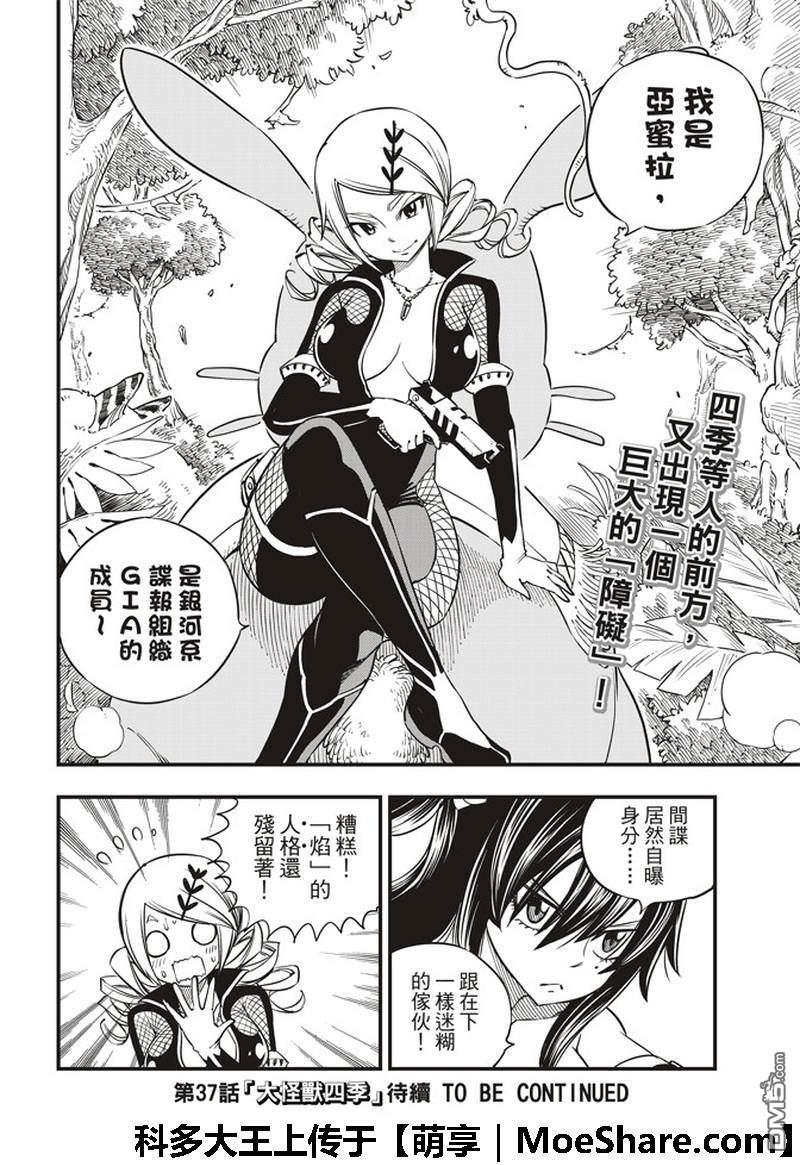 我是
亞蜜拉，
四季等人的前方，
又出現一個
巨大的「障礙」！
是銀河系
諜報組織
GIA的
成員～
間諜
居然自曝
身分……
跟在下
一樣迷糊
的傢伙！
糟糕！
「焰」的
人格還
殘留著！
第37話「大怪獸四季」待續 TO BE CONTINUED
科多大王上传于【萌享 | MoeShare.com】
DM5.com